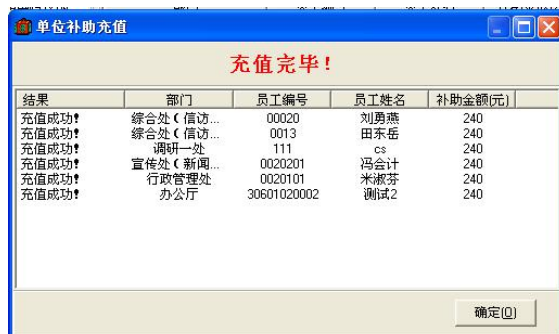 单位补助充值
充值完毕!
结果 部门 员工编号 员工姓名 补助金额(元)
充值成功! 综合处(信访... 00020 刘勇燕 240
充值成功! 综合处(信访... 0013 田东岳 240
充值成功! 调研一处 111 cs 240
充值成功! 宣传处(新闻... 0020201 冯会计 240
充值成功! 行政管理处 0020101 米淑芬 240
充值成功! 办公厅 30601020002 测试2 240
确定(O)